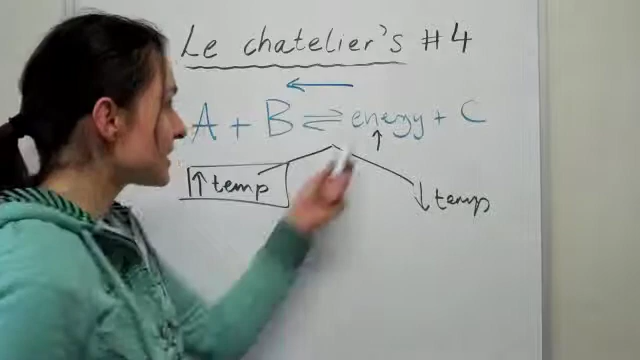 Le chatelier's #4
←
A + B ⇌ energy + C
↑
↑ temp
↓ temp